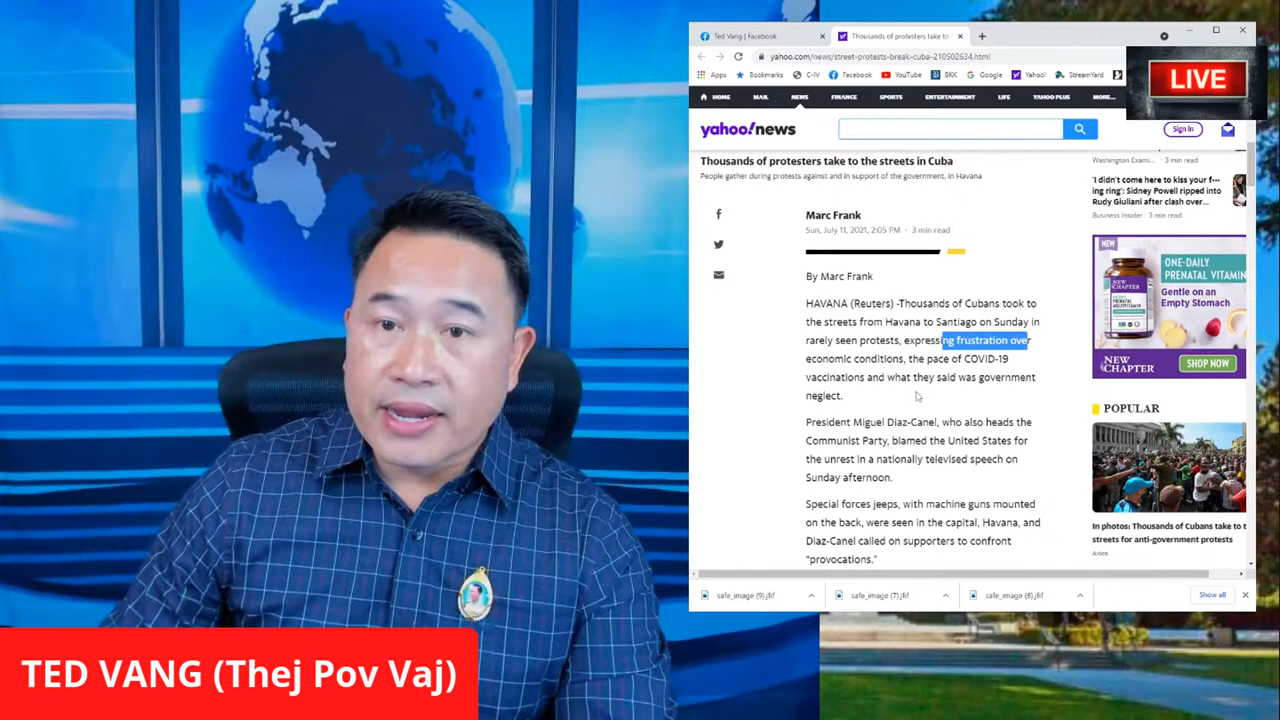 Ted Vang | Facebook
Thousands of protesters take to
yahoo.com/news/street-protests-break-cuba-210502634.html
Apps
Bookmarks
C-IV
Facebook
YouTube
BKK
Google
Yahoo!
StreamYard
LIVE
HOME
MAIL
NEWS
FINANCE
SPORTS
ENTERTAINMENT
LIFE
YAHOO PLUS
MORE...
yahoo!news
Sign in
Thousands of protesters take to the streets in Cuba
People gather during protests against and in support of the government, in Havana
Marc Frank
Sun, July 11, 2021, 2:05 PM · 3 min read
By Marc Frank
HAVANA (Reuters) -Thousands of Cubans took to
the streets from Havana to Santiago on Sunday in
rarely seen protests, expressing frustration over
economic conditions, the pace of COVID-19
vaccinations and what they said was government
neglect.
President Miguel Diaz-Canel, who also heads the
Communist Party, blamed the United States for
the unrest in a nationally televised speech on
Sunday afternoon.
Special forces jeeps, with machine guns mounted
on the back, were seen in the capital, Havana, and
Diaz-Canel called on supporters to confront
"provocations."
Washington Exami... · 3 min read
'I didn't come here to kiss your f---
ing ring': Sidney Powell ripped into
Rudy Giuliani after clash over...
Business Insider · 3 min read
NEW
ONE-DAILY
PRENATAL VITAMIN
Gentle on an
Empty Stomach
NEW
CHAPTER
NEW
CHAPTER
SHOP NOW
POPULAR
In photos: Thousands of Cubans take to t
streets for anti-government protests
Axios
safe_image (9).jfif
safe_image (7).jfif
safe_image (6).jfif
Show all
TED VANG (Thej Pov Vaj)